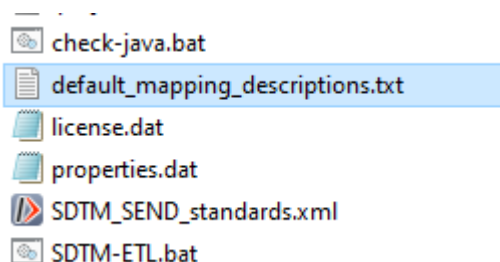 check-java.bat
default_mapping_descriptions.txt
license.dat
properties.dat
SDTM_SEND_standards.xml
SDTM-ETL.bat